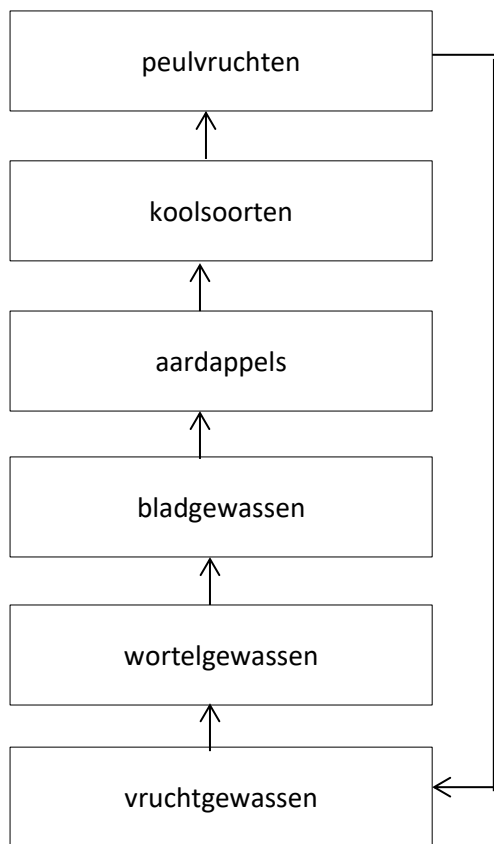 peulvruchten
koolsoorten
aardappels
bladgewassen
wortelgewassen
vruchtgewassen